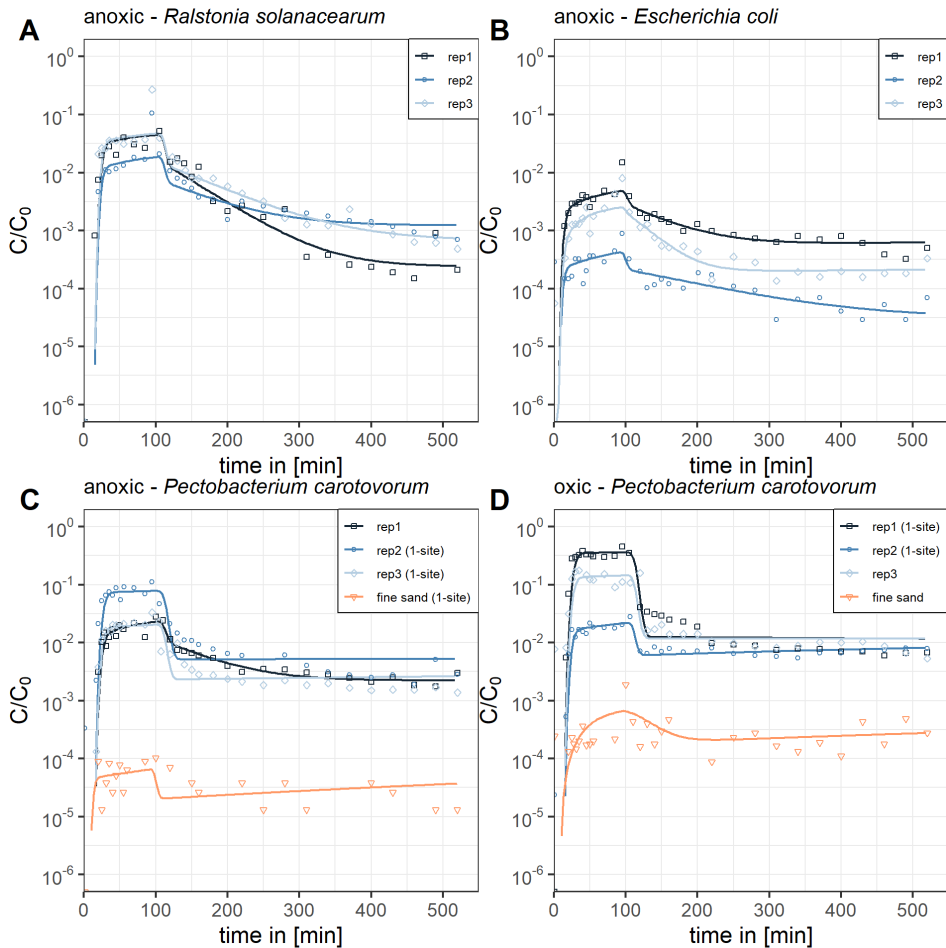 A anoxic - Ralstonia solanacearum
10⁰
10⁻¹
10⁻²
10⁻³
10⁻⁴
10⁻⁵
10⁻⁶
C/C₀
rep1
rep2
rep3
0 100 200 300 400 500
time in [min]
B anoxic - Escherichia coli
10⁰
10⁻¹
10⁻²
10⁻³
10⁻⁴
10⁻⁵
10⁻⁶
C/C₀
rep1
rep2
rep3
0 100 200 300 400 500
time in [min]
C anoxic - Pectobacterium carotovorum
10⁰
10⁻¹
10⁻²
10⁻³
10⁻⁴
10⁻⁵
10⁻⁶
C/C₀
rep1
rep2 (1-site)
rep3 (1-site)
fine sand (1-site)
0 100 200 300 400 500
time in [min]
D oxic - Pectobacterium carotovorum
10⁰
10⁻¹
10⁻²
10⁻³
10⁻⁴
10⁻⁵
10⁻⁶
C/C₀
rep1 (1-site)
rep2 (1-site)
rep3
fine sand
0 100 200 300 400 500
time in [min]